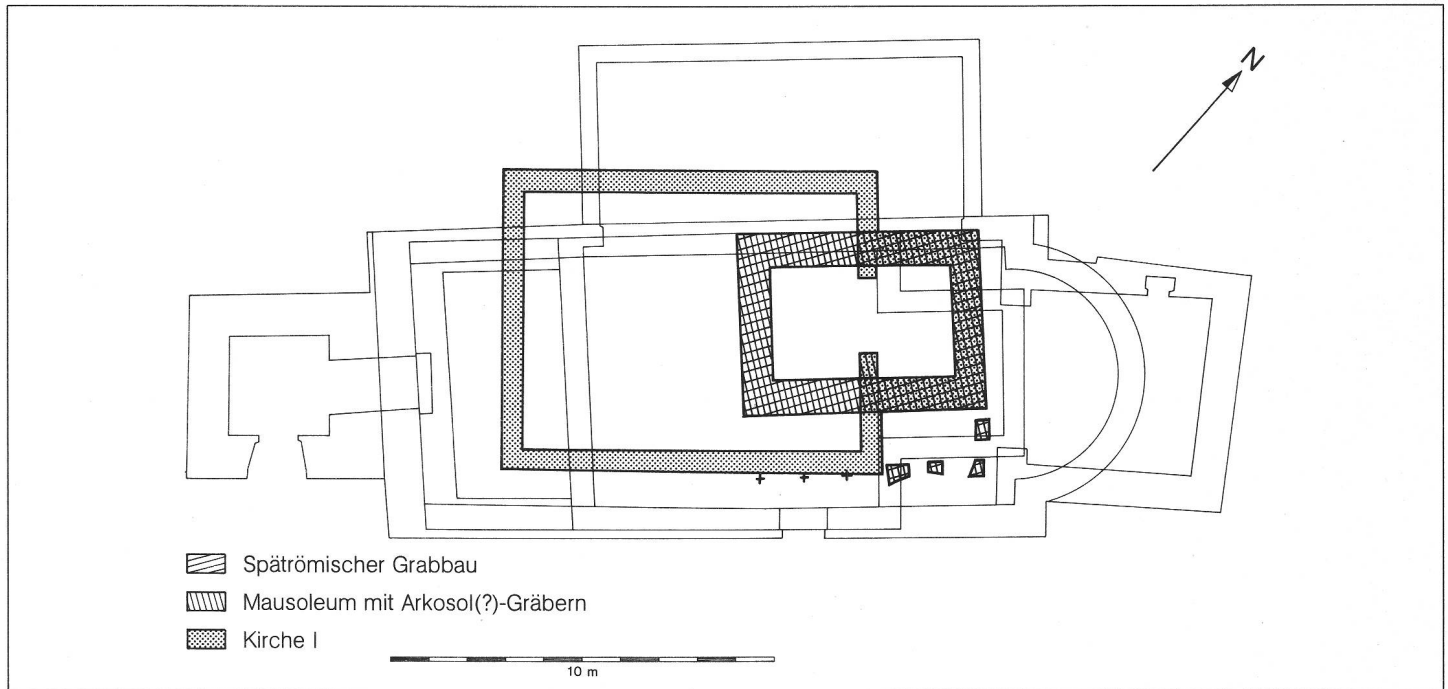 N
Spätrömischer Grabbau
Mausoleum mit Arkosol(?)-Gräbern
Kirche I
10 m